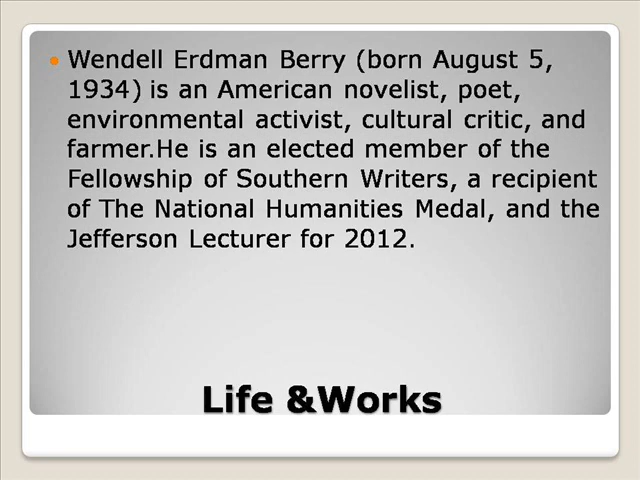 Wendell Erdman Berry (born August 5,
1934) is an American novelist, poet,
environmental activist, cultural critic, and
farmer.He is an elected member of the
Fellowship of Southern Writers, a recipient
of The National Humanities Medal, and the
Jefferson Lecturer for 2012.
Life &Works